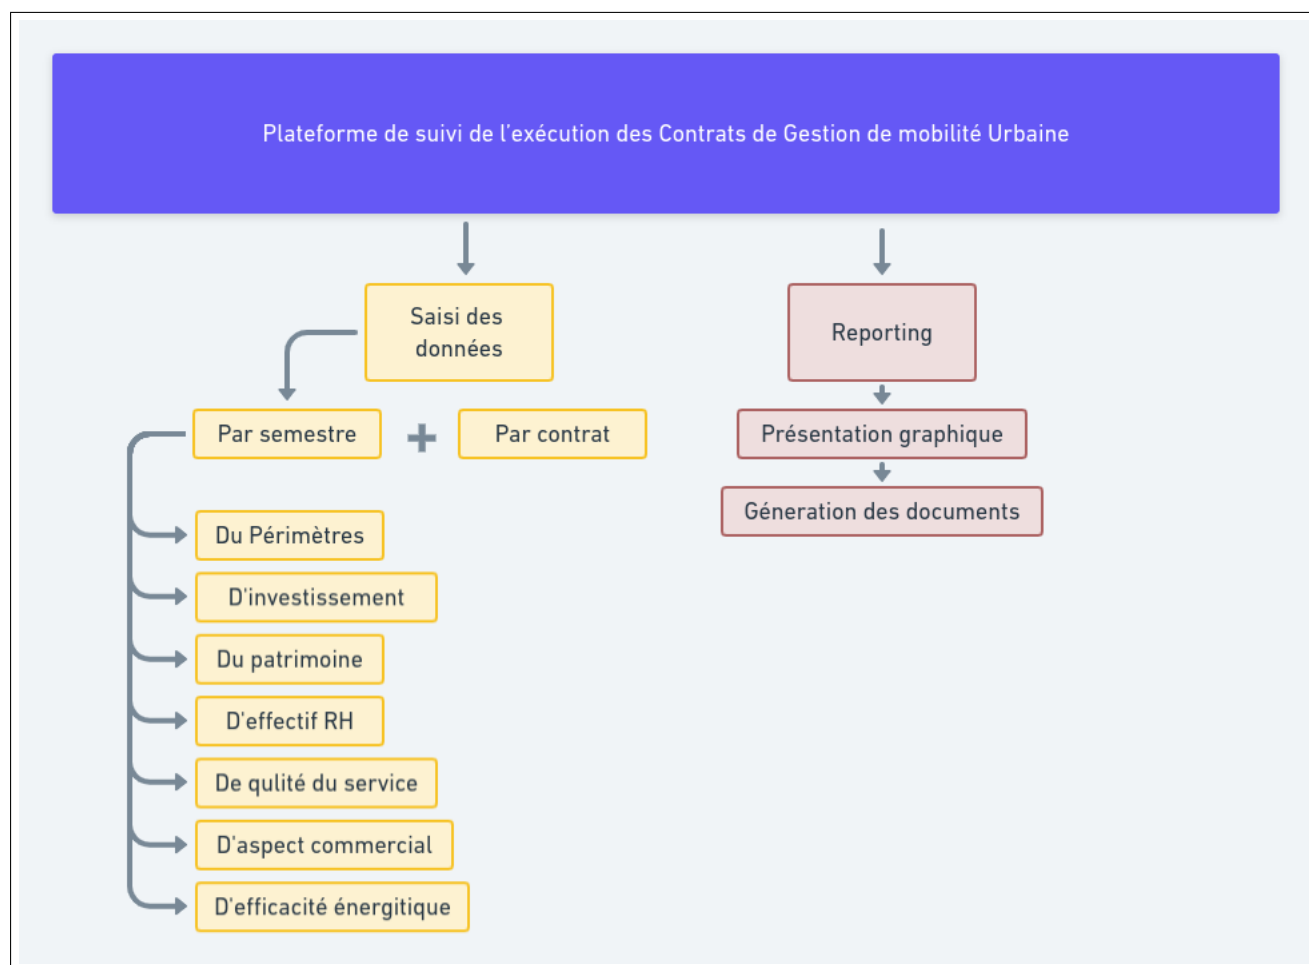 Plateforme de suivi de l'exécution des Contrats de Gestion de mobilité Urbaine
Saisi des
données
Reporting
Par semestre
Par contrat
Présentation graphique
Géneration des documents
Du Périmètres
D'investissement
Du patrimoine
D'effectif RH
De qulité du service
D'aspect commercial
D'efficacité énergitique